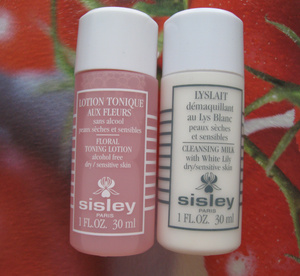 LOTION TONIQUE
AUX FLEURS
sans alcool
peaux sèches et sensibles
FLORAL
TONING LOTION
alcohol free
dry / sensitive skin
sisley
PARIS
1 FL.OZ. 30 ml
LYSLAIT
démaquillant
au Lys Blanc
peaux sèches
et sensibles
CLEANSING MILK
with White Lily
dry/sensitive skin
sisley
PARIS
1 FL.OZ. 30 ml